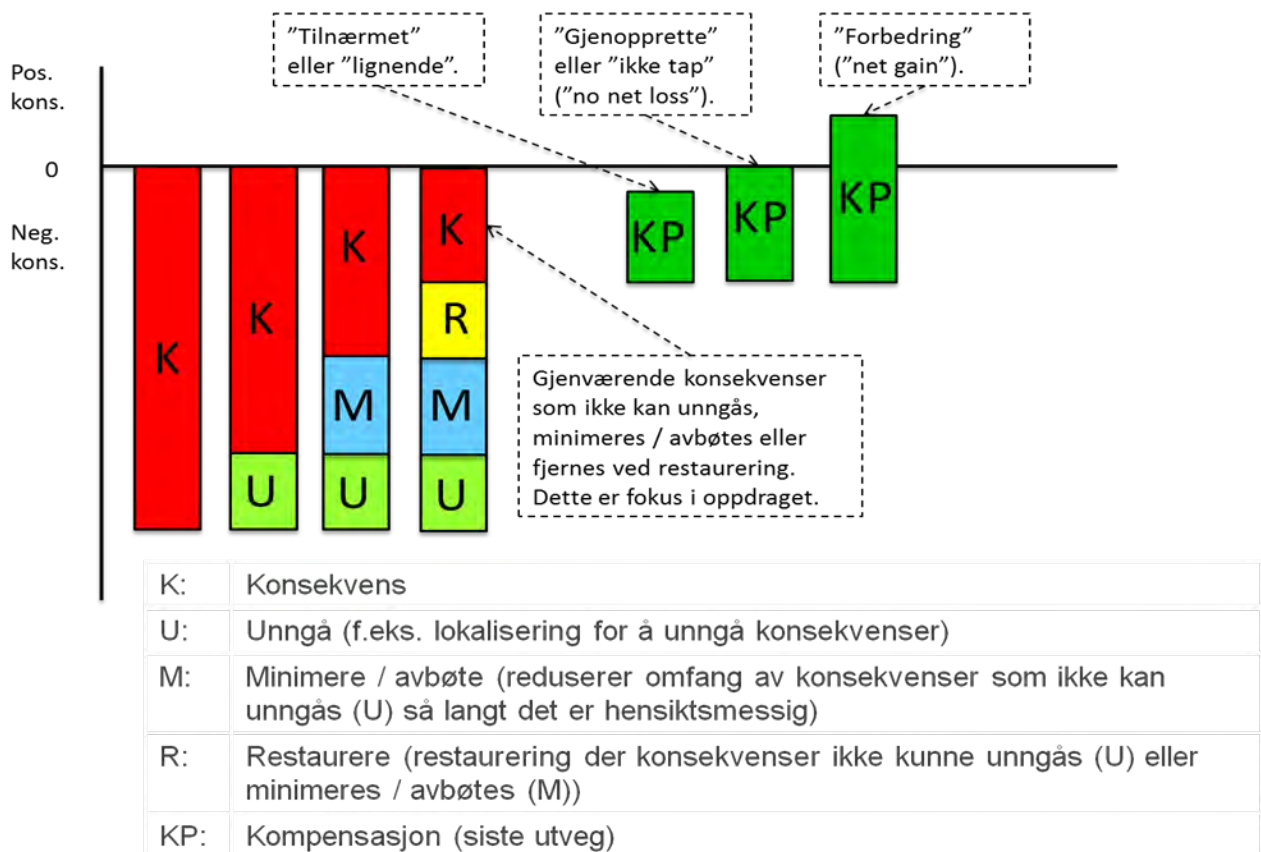 ”Tilnærmet”
eller ”lignende”.
”Gjenopprette”
eller ”ikke tap”
(”no net loss”).
”Forbedring”
(”net gain”).
Pos.
kons.
0
Neg.
kons.
K
K
U
K
M
U
K
R
M
U
KP
KP
KP
Gjenværende konsekvenser
som ikke kan unngås,
minimeres / avbøtes eller
fjernes ved restaurering.
Dette er fokus i oppdraget.
K: Konsekvens
U: Unngå (f.eks. lokalisering for å unngå konsekvenser)
M: Minimere / avbøte (reduserer omfang av konsekvenser som ikke kan
unngås (U) så langt det er hensiktsmessig)
R: Restaurere (restaurering der konsekvenser ikke kunne unngås (U) eller
minimeres / avbøtes (M))
KP: Kompensasjon (siste utveg)